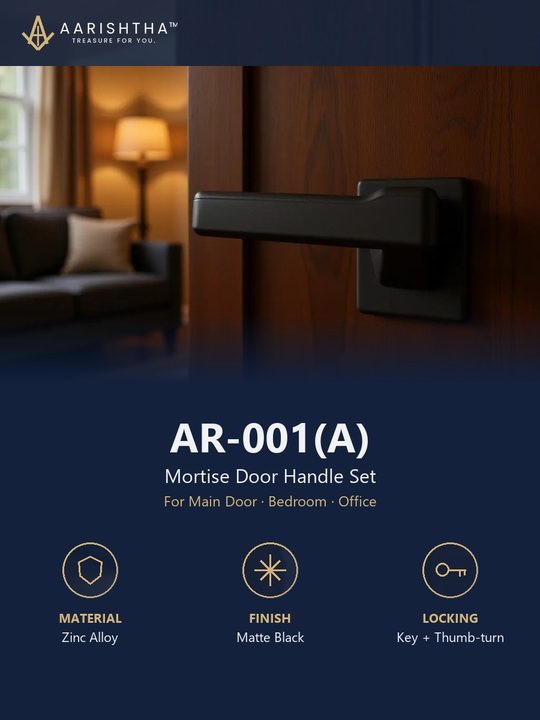 AARISHTHA™
TREASURE FOR YOU.
AR-001(A)
Mortise Door Handle Set
For Main Door · Bedroom · Office
MATERIAL
Zinc Alloy
FINISH
Matte Black
LOCKING
Key + Thumb-turn